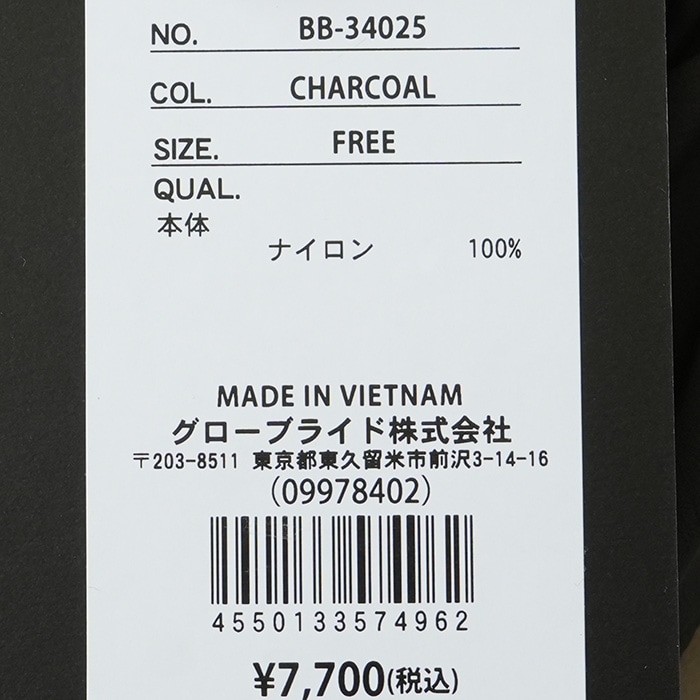 NO. BB-34025
COL. CHARCOAL
SIZE. FREE
QUAL.
本体
ナイロン 100%
MADE IN VIETNAM
グローブライド株式会社
〒203-8511 東京都東久留米市前沢3-14-16
(09978402)
4550133574962
¥7,700(税込)